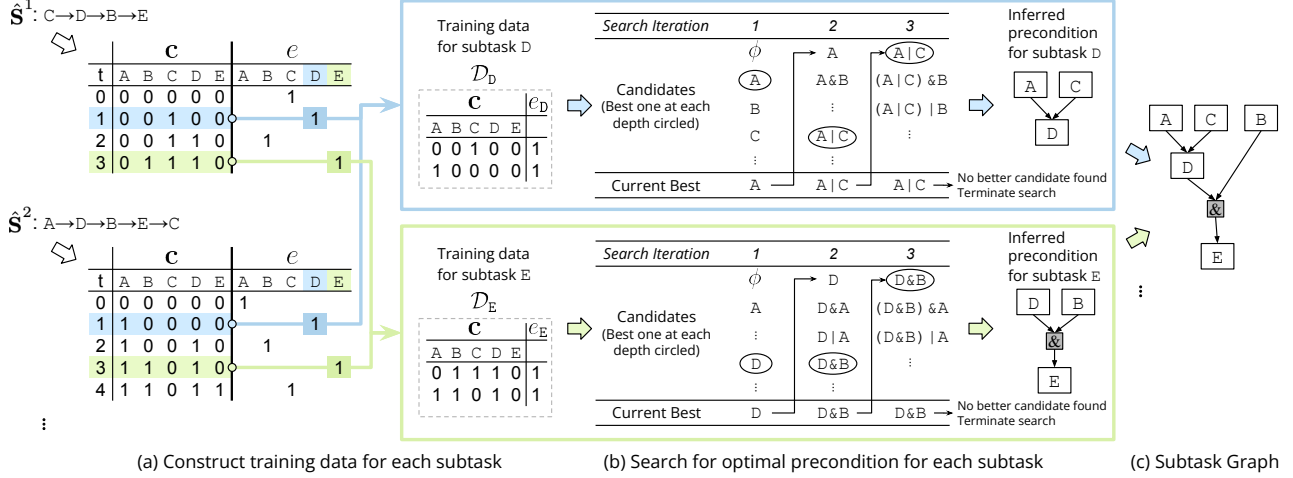 Ŝ¹: C→D→B→E
c e
t A B C D E A B C D E
0 0 0 0 0 0 1
1 0 0 1 0 0 1
2 0 0 1 1 0 1
3 0 1 1 1 0 1
Ŝ²: A→D→B→E→C
c e
t A B C D E A B C D E
0 0 0 0 0 0 1
1 1 0 0 0 0 1
2 1 0 0 1 0 1
3 1 1 0 1 0 1
4 1 1 0 1 1 1
⋮
(a) Construct training data for each subtask
Training data
for subtask D
𝒟_D
c e_D
A B C D E
0 0 1 0 0 1
1 0 0 0 0 1
Search Iteration 1 2 3
Candidates
(Best one at each
depth circled)
ϕ A A|C
A A&B (A|C)&B
B ⋮ (A|C)|B
C A|C ⋮
⋮ ⋮
Current Best A A|C A|C
No better candidate found
Terminate search
Inferred
precondition
for subtask D
A C
D
Training data
for subtask E
𝒟_E
c e_E
A B C D E
0 1 1 1 0 1
1 1 0 1 0 1
Search Iteration 1 2 3
Candidates
(Best one at each
depth circled)
ϕ D D&B
A D&A (D&B)&A
⋮ D|A (D&B)|A
D D&B ⋮
⋮ ⋮
Current Best D D&B D&B
No better candidate found
Terminate search
Inferred
precondition
for subtask E
D B
&
E
(b) Search for optimal precondition for each subtask
A C B
D
&
E
⋮
(c) Subtask Graph